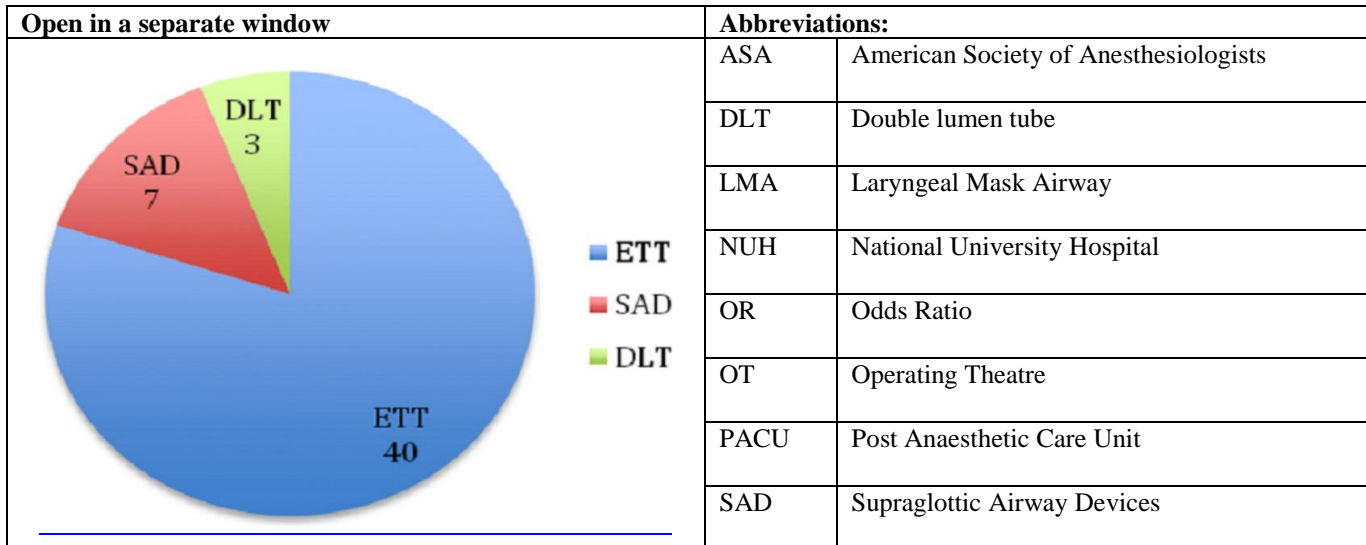 Open in a separate window
DLT
3
SAD
7
ETT
40
ETT
SAD
DLT
Abbreviations:
ASA American Society of Anesthesiologists
DLT Double lumen tube
LMA Laryngeal Mask Airway
NUH National University Hospital
OR Odds Ratio
OT Operating Theatre
PACU Post Anaesthetic Care Unit
SAD Supraglottic Airway Devices